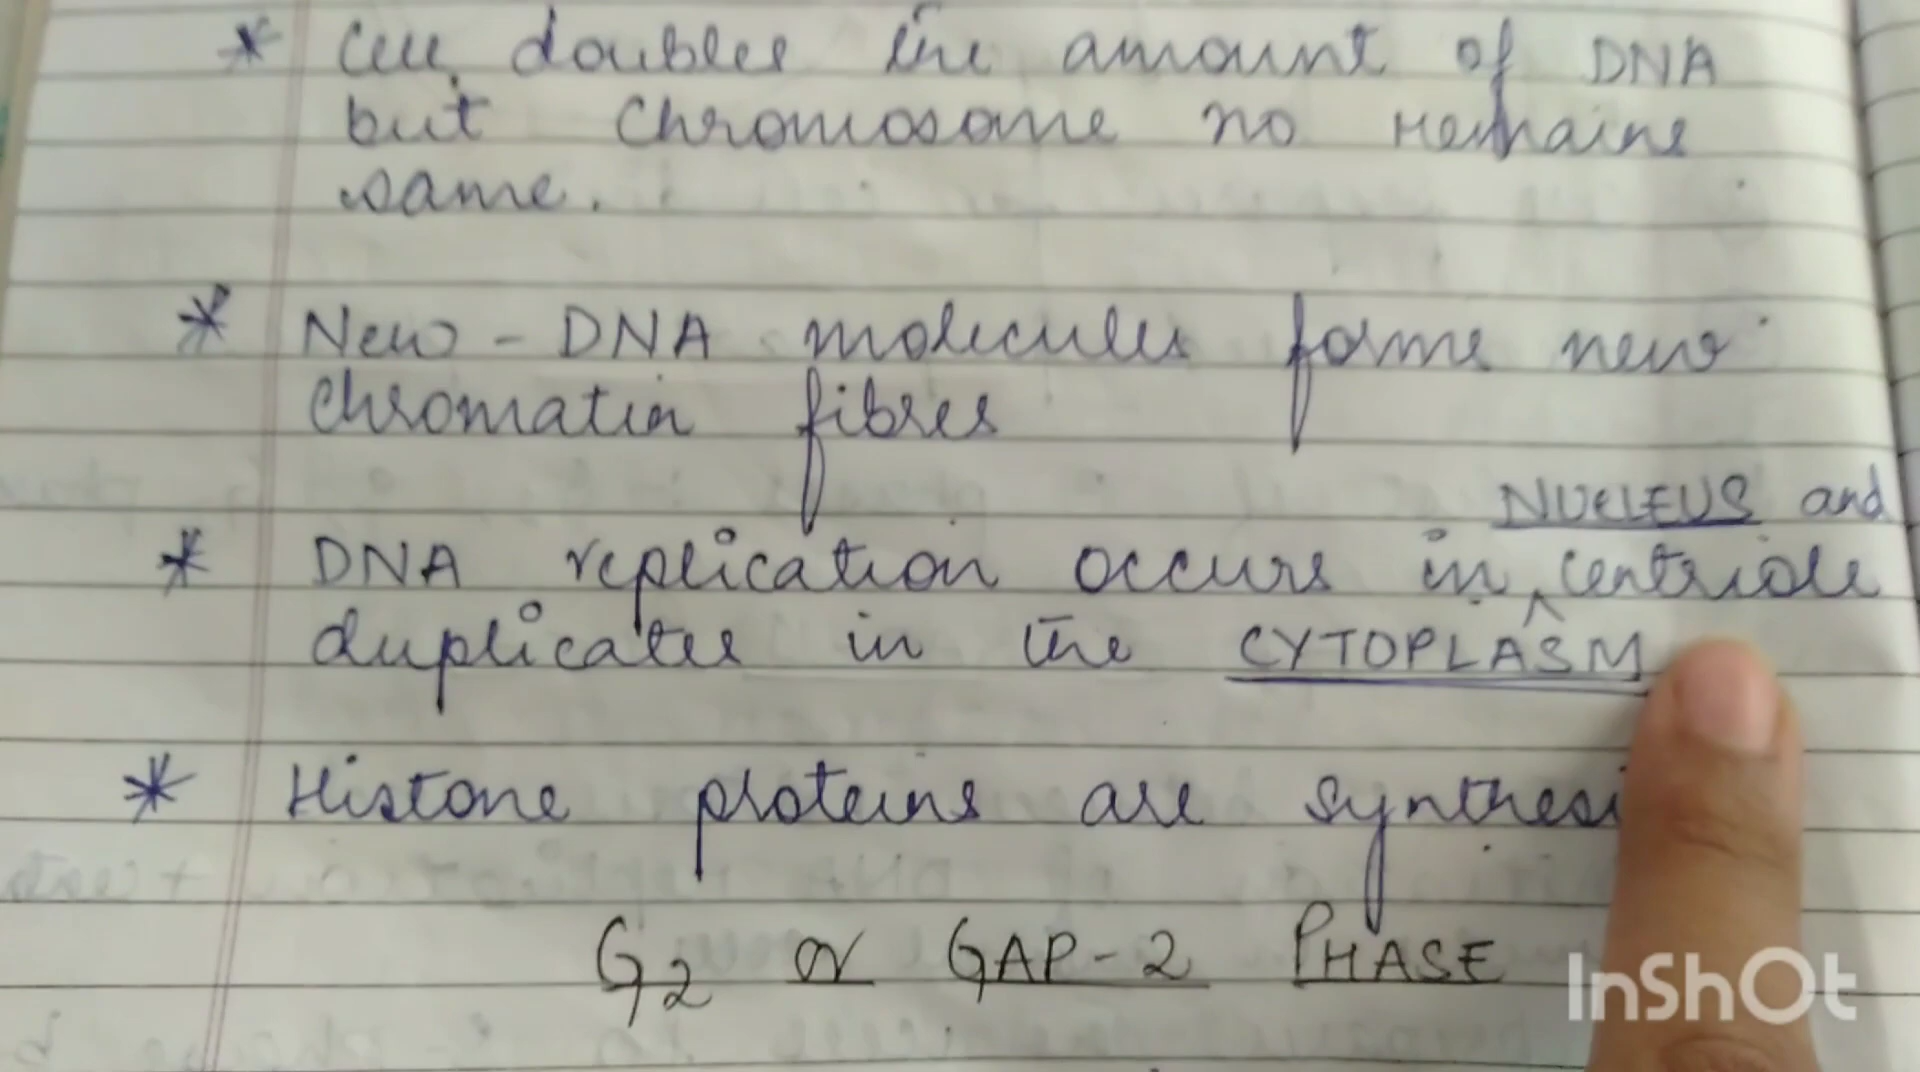 * Cell doubles the amount of DNA
but chromosome no remains
same.
* New - DNA molecules forms new
chromatin fibres
NUCLEUS and
* DNA replication occurs in ^ centriole
duplicates in the CYTOPLASM
* Histone proteins are synthesi
G2 or GAP-2 PHASE
InShOt